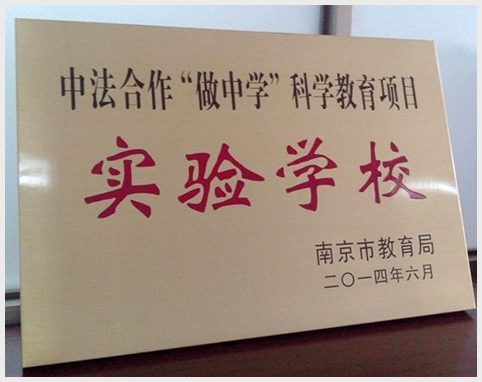 中法合作“做中学”科学教育项目
实验学校
南京市教育局
二〇一四年六月